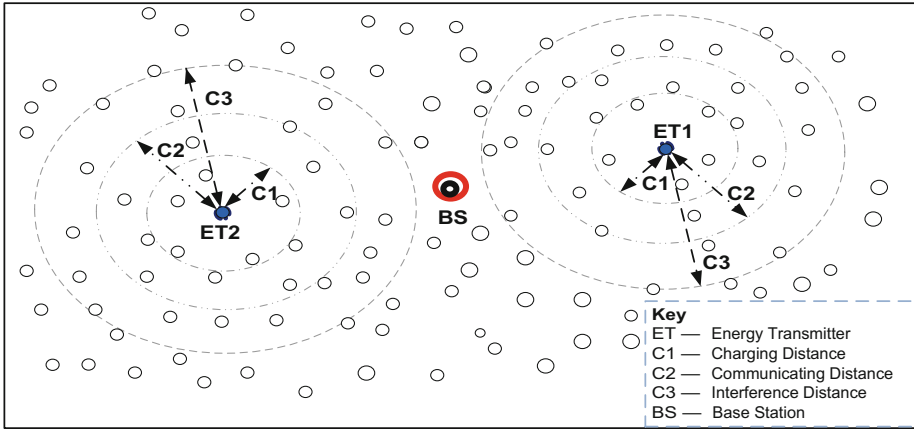 C3
ET1
C2
C1
C1
C2
BS
ET2
C3
Key
ET — Energy Transmitter
C1 — Charging Distance
C2 — Communicating Distance
C3 — Interference Distance
BS — Base Station